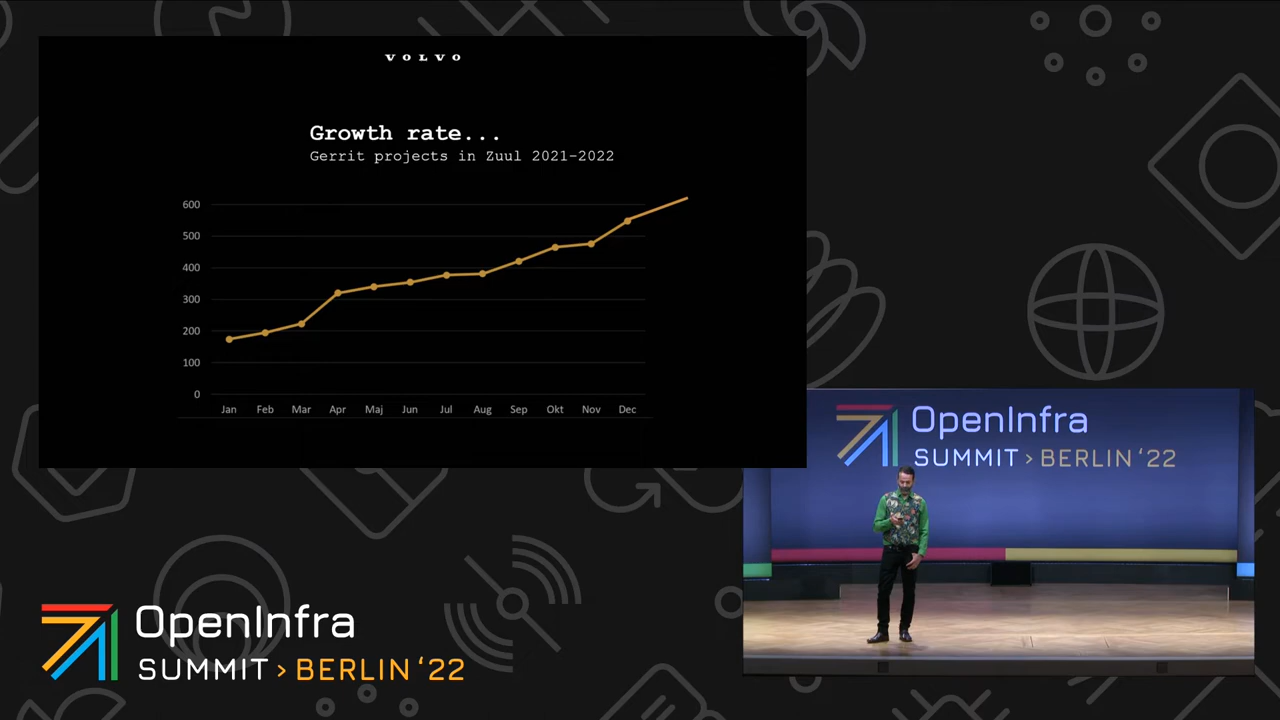 VOLVO
Growth rate...
Gerrit projects in Zuul 2021-2022
600
500
400
300
200
100
0
Jan Feb Mar Apr Maj Jun Jul Aug Sep Okt Nov Dec
OpenInfra
SUMMIT > BERLIN '22
OpenInfra
SUMMIT > BERLIN '22